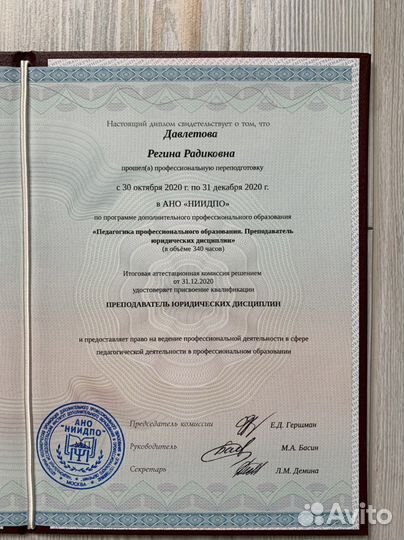 Настоящий диплом свидетельствует о том, что
Давлетова
Регина Радиковна
прошел(а) профессиональную переподготовку
с 30 октября 2020 г. по 31 декабря 2020 г.
в АНО «НИИДПО»
по программе дополнительного профессионального образования
«Педагогика профессионального образования. Преподаватель
юридических дисциплин»
(в объёме 340 часов)
Итоговая аттестационная комиссия решением
от 31.12.2020
удостоверяет присвоение квалификации
ПРЕПОДАВАТЕЛЬ ЮРИДИЧЕСКИХ ДИСЦИПЛИН
и предоставляет право на ведение профессиональной деятельности в сфере
педагогической деятельности в профессиональном образовании
Председатель комиссии Е.Д. Гершман
Руководитель М.А. Басин
Секретарь Л.М. Демина
АНО
"НИИДПО"
МОСКВА
Avito